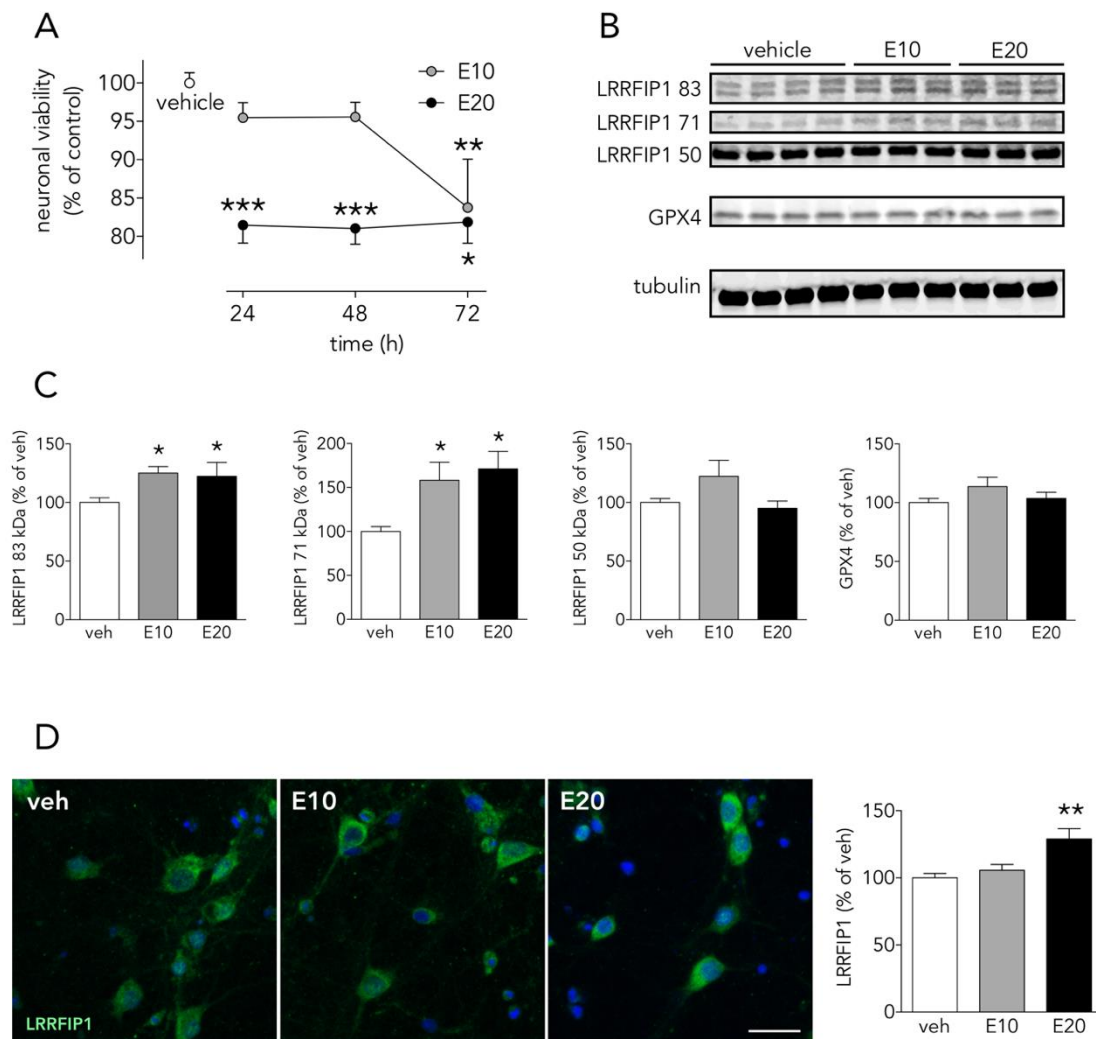 A
neuronal viability
(% of control)
100
95
90
85
80
vehicle
E10
E20
***
***
**
*
24
48
72
time (h)
B
vehicle
E10
E20
LRRFIP1 83
LRRFIP1 71
LRRFIP1 50
GPX4
tubulin
C
LRRFIP1 83 kDa (% of veh)
150
100
50
0
*
*
veh
E10
E20
LRRFIP1 71 kDa (% of veh)
200
150
100
50
0
*
*
veh
E10
E20
LRRFIP1 50 kDa (% of veh)
150
100
50
0
veh
E10
E20
GPX4 (% of veh)
150
100
50
0
veh
E10
E20
D
veh
E10
E20
LRRFIP1
LRRFIP1 (% of veh)
150
100
50
0
**
veh
E10
E20